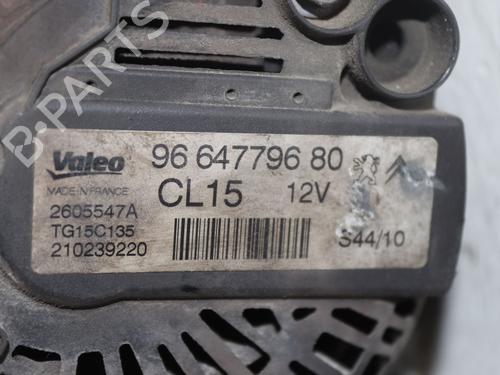 B-PARTS
Valeo
96 647796 80
MADE IN FRANCE
CL15 12V
2605547A
TG15C135
210239220
S44/10